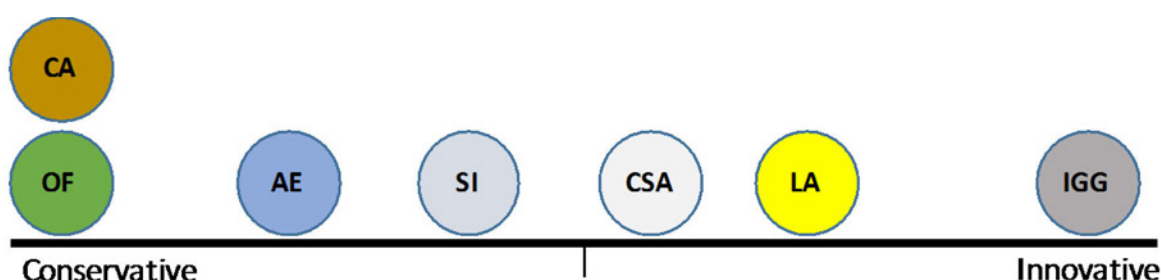 CA
OF AE SI CSA LA IGG
Conservative Innovative